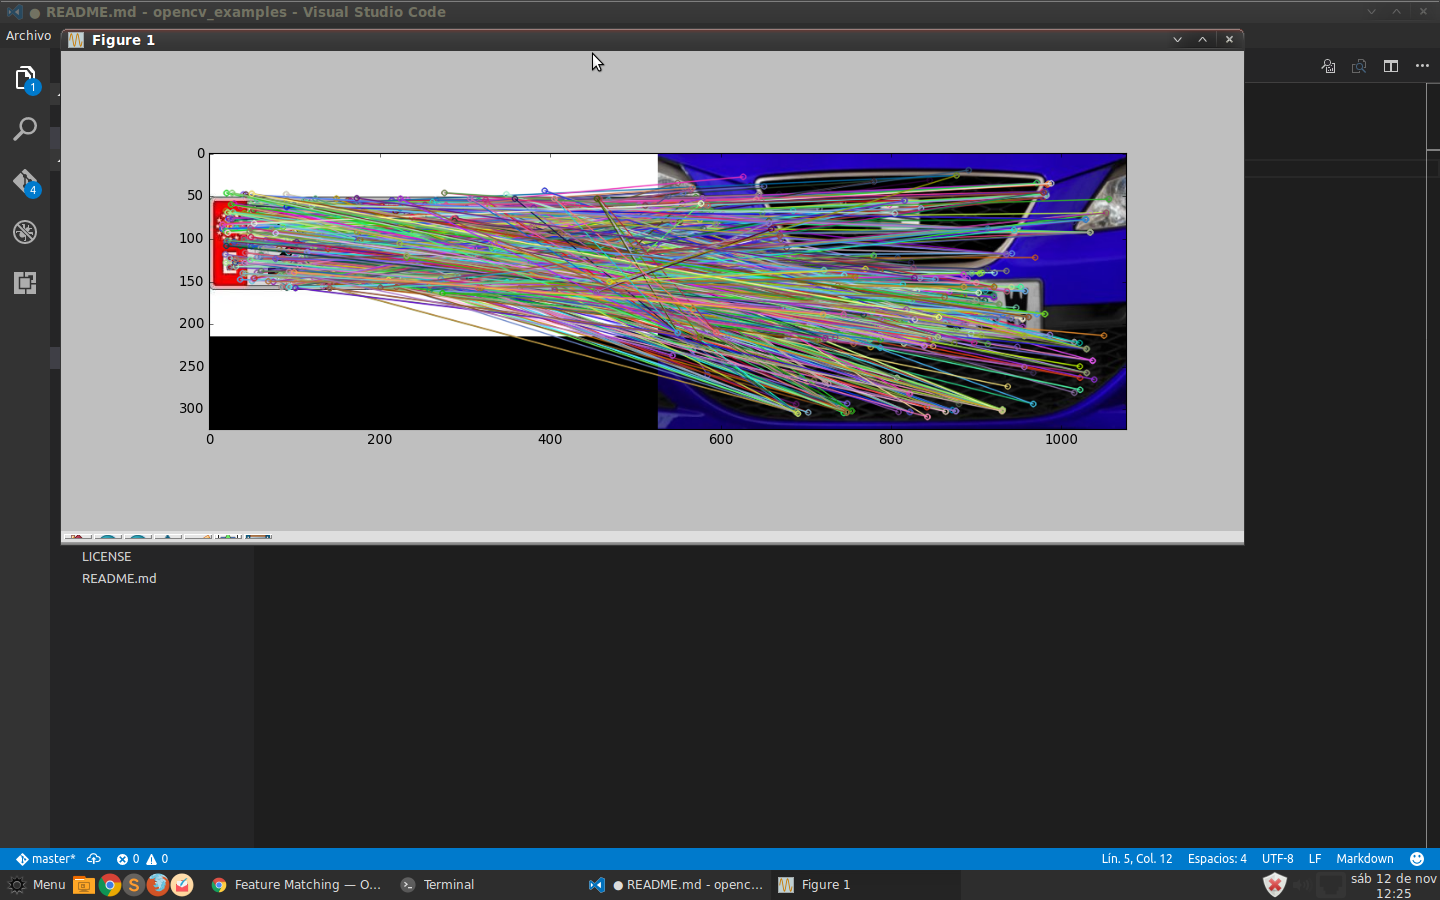 README.md - opencv_examples - Visual Studio Code
Archivo
Figure 1
1
4
0
50
100
150
200
250
300
0 200 400 600 800 1000
LICENSE
README.md
master* 0 0 Lín. 5, Col. 12 Espacios: 4 UTF-8 LF Markdown
Menu S Feature Matching — O... Terminal README.md - openc... Figure 1
sáb 12 de nov
12:25